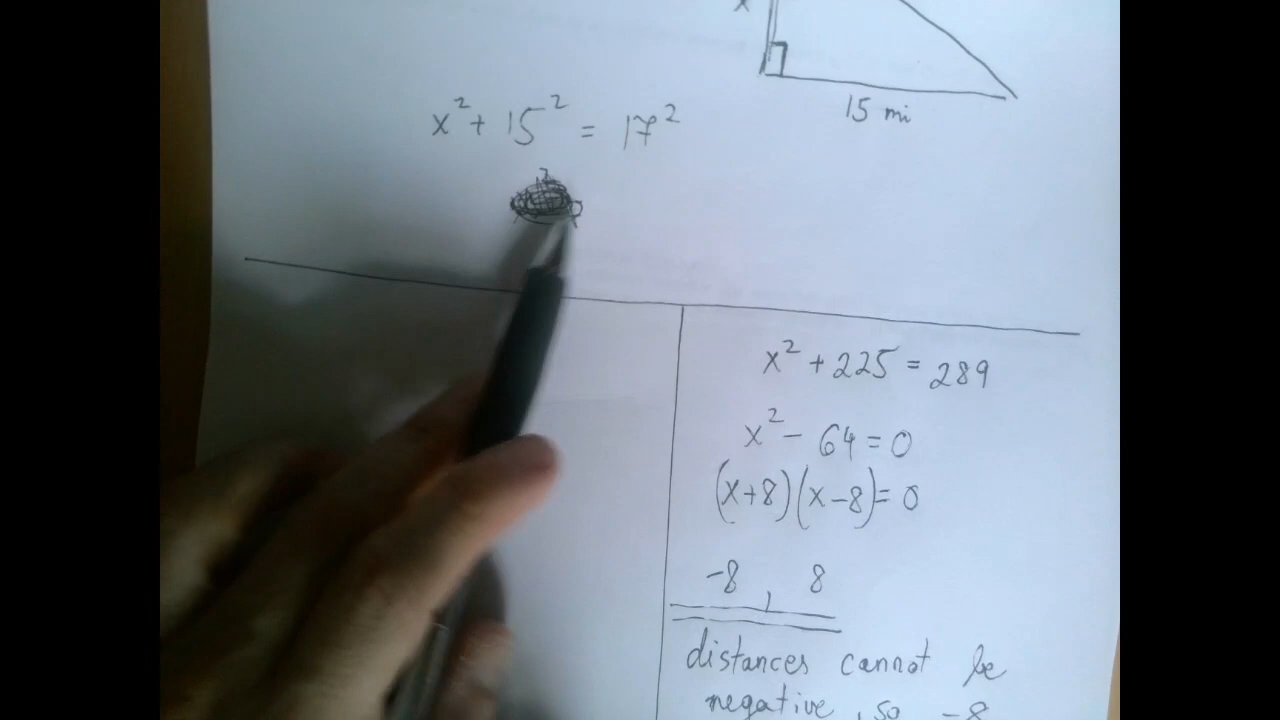 x
15 mi
x² + 15² = 17²
x² + 225 = 289
x² - 64 = 0
(x+8)(x-8)= 0
-8, 8
distances cannot be
negative, so -8